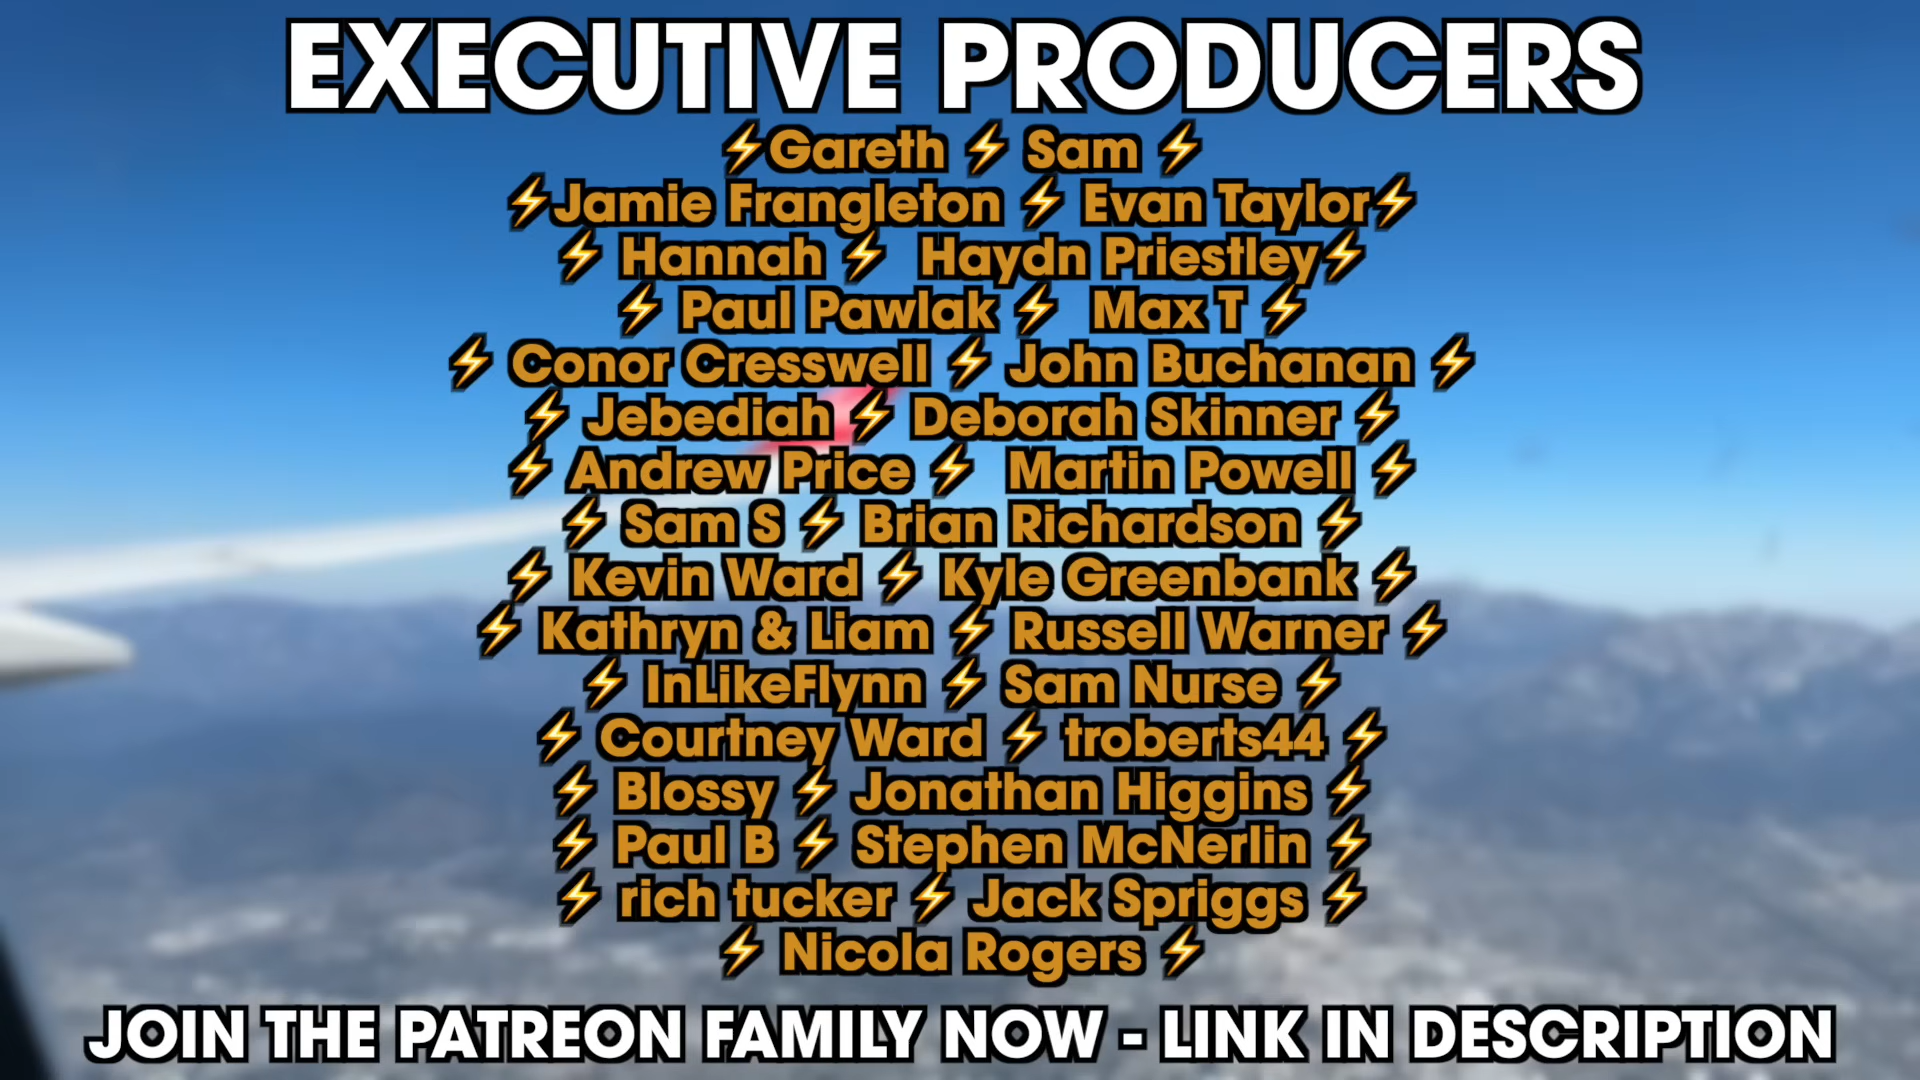 EXECUTIVE PRODUCERS
⚡Gareth ⚡ Sam ⚡
⚡Jamie Frangleton ⚡ Evan Taylor⚡
⚡ Hannah ⚡ Haydn Priestley⚡
⚡ Paul Pawlak ⚡ Max T ⚡
⚡ Conor Cresswell ⚡ John Buchanan ⚡
⚡ Jebediah ⚡ Deborah Skinner ⚡
⚡ Andrew Price ⚡ Martin Powell ⚡
⚡ Sam S ⚡ Brian Richardson ⚡
⚡ Kevin Ward ⚡ Kyle Greenbank ⚡
⚡ Kathryn & Liam ⚡ Russell Warner ⚡
⚡ InLikeFlynn ⚡ Sam Nurse ⚡
⚡ Courtney Ward ⚡ troberts44 ⚡
⚡ Blossy ⚡ Jonathan Higgins ⚡
⚡ Paul B ⚡ Stephen McNerlin ⚡
⚡ rich tucker ⚡ Jack Spriggs ⚡
⚡ Nicola Rogers ⚡
JOIN THE PATREON FAMILY NOW - LINK IN DESCRIPTION